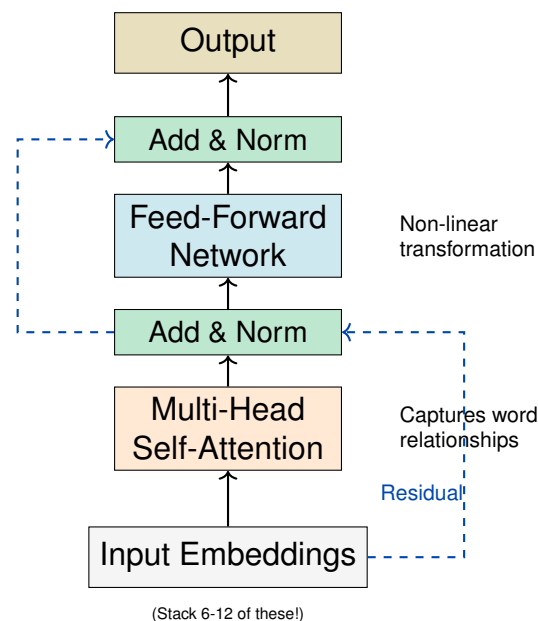 Output
Add & Norm
Feed-Forward
Network
Non-linear
transformation
Add & Norm
Multi-Head
Self-Attention
Captures word
relationships
Residual
Input Embeddings
(Stack 6-12 of these!)